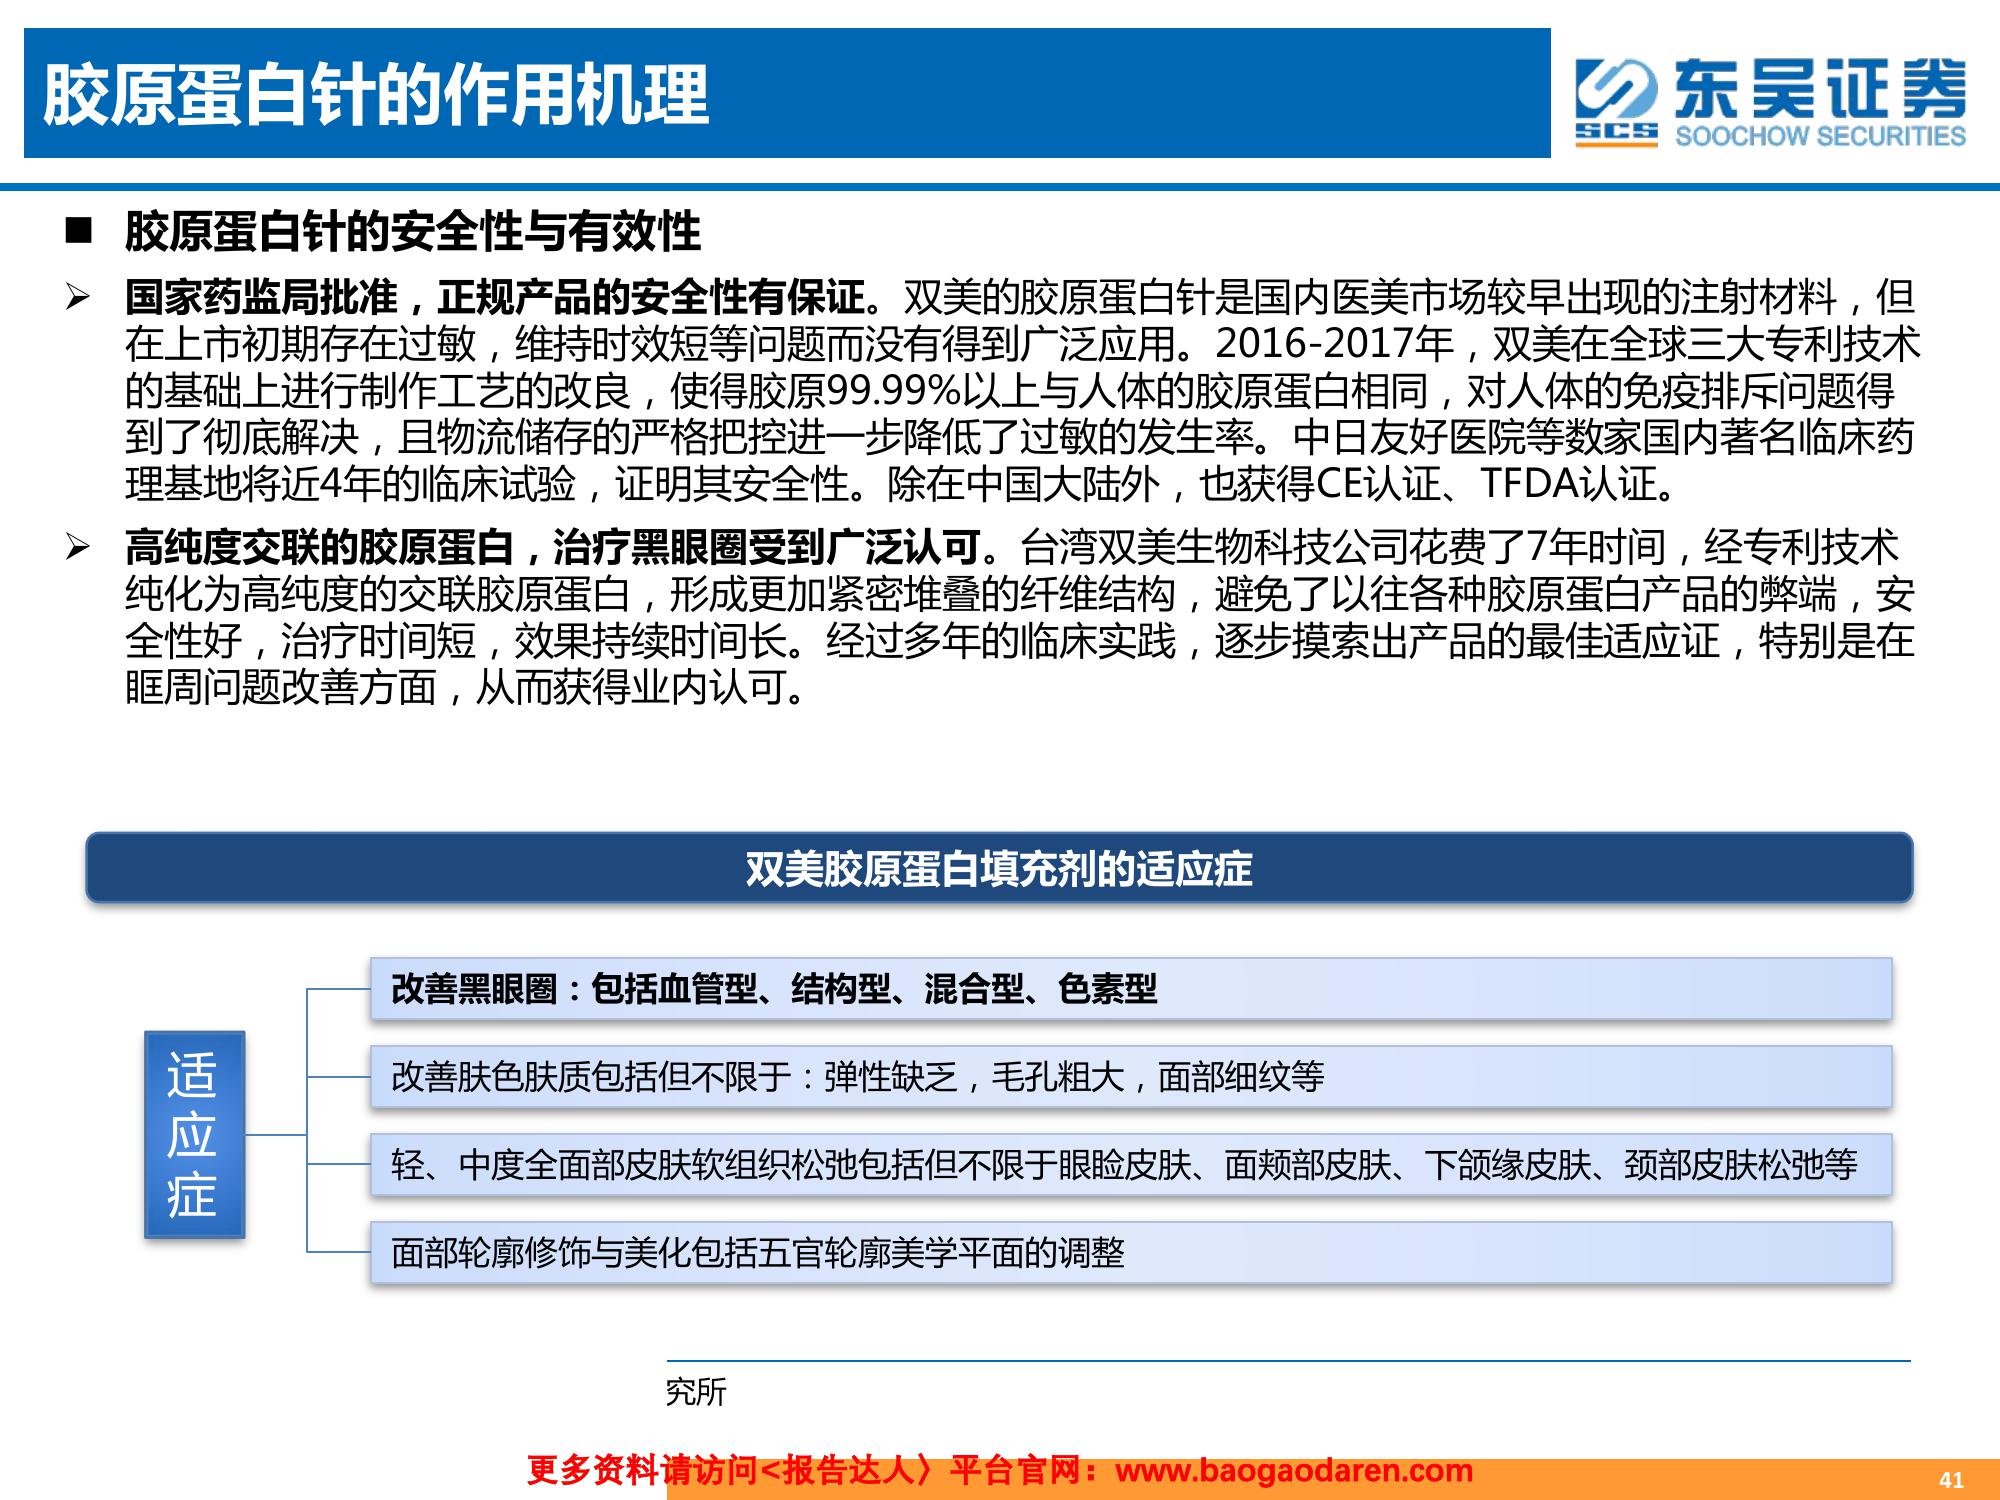 胶原蛋白针的作用机理
SCS
东吴证券
SOOCHOW SECURITIES
■ 胶原蛋白针的安全性与有效性
➢ 国家药监局批准，正规产品的安全性有保证。双美的胶原蛋白针是国内医美市场较早出现的注射材料，但
在上市初期存在过敏，维持时效短等问题而没有得到广泛应用。2016-2017年，双美在全球三大专利技术
的基础上进行制作工艺的改良，使得胶原99.99%以上与人体的胶原蛋白相同，对人体的免疫排斥问题得
到了彻底解决，且物流储存的严格把控进一步降低了过敏的发生率。中日友好医院等数家国内著名临床药
理基地将近4年的临床试验，证明其安全性。除在中国大陆外，也获得CE认证、TFDA认证。
➢ 高纯度交联的胶原蛋白，治疗黑眼圈受到广泛认可。台湾双美生物科技公司花费了7年时间，经专利技术
纯化为高纯度的交联胶原蛋白，形成更加紧密堆叠的纤维结构，避免了以往各种胶原蛋白产品的弊端，安
全性好，治疗时间短，效果持续时间长。经过多年的临床实践，逐步摸索出产品的最佳适应证，特别是在
眶周问题改善方面，从而获得业内认可。
双美胶原蛋白填充剂的适应症
适应症
改善黑眼圈：包括血管型、结构型、混合型、色素型
改善肤色肤质包括但不限于：弹性缺乏，毛孔粗大，面部细纹等
轻、中度全面部皮肤软组织松弛包括但不限于眼睑皮肤、面颊部皮肤、下颌缘皮肤、颈部皮肤松弛等
面部轮廓修饰与美化包括五官轮廓美学平面的调整
究所
更多资料请访问<报告达人〉平台官网：www.baogaodaren.com
41